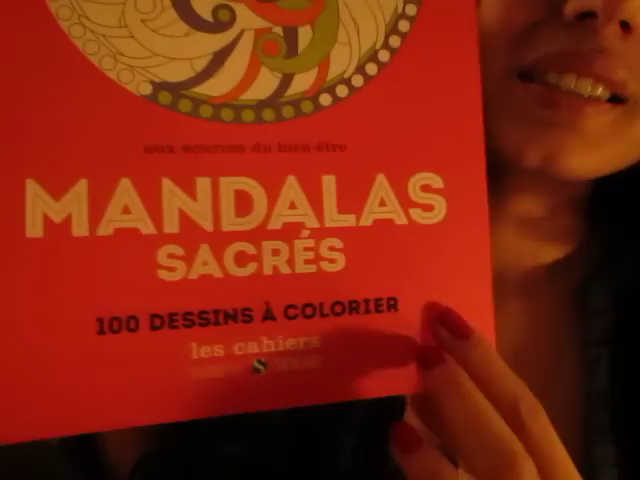 aux sources du bien-être
MANDALAS
SACRÉS
100 DESSINS À COLORIER
les cahiers